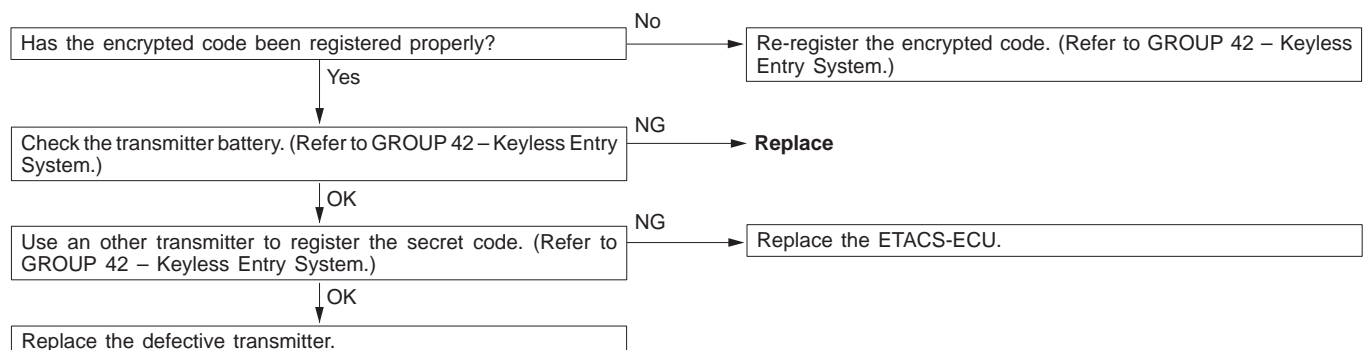 No
Has the encrypted code been registered properly?
Re-register the encrypted code. (Refer to GROUP 42 – Keyless
Entry System.)
Yes
NG
Check the transmitter battery. (Refer to GROUP 42 – Keyless Entry
System.)
Replace
OK
NG
Use an other transmitter to register the secret code. (Refer to
GROUP 42 – Keyless Entry System.)
Replace the ETACS-ECU.
OK
Replace the defective transmitter.